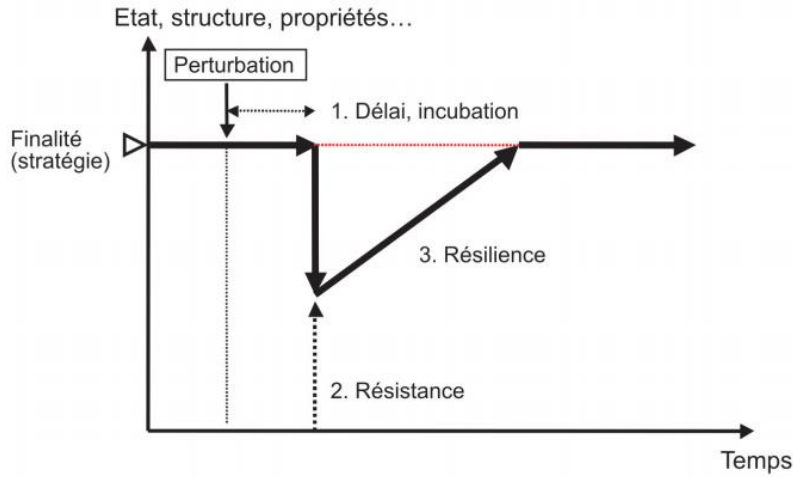 Etat, structure, propriétés…
Perturbation
1. Délai, incubation
Finalité
(stratégie)
3. Résilience
2. Résistance
Temps